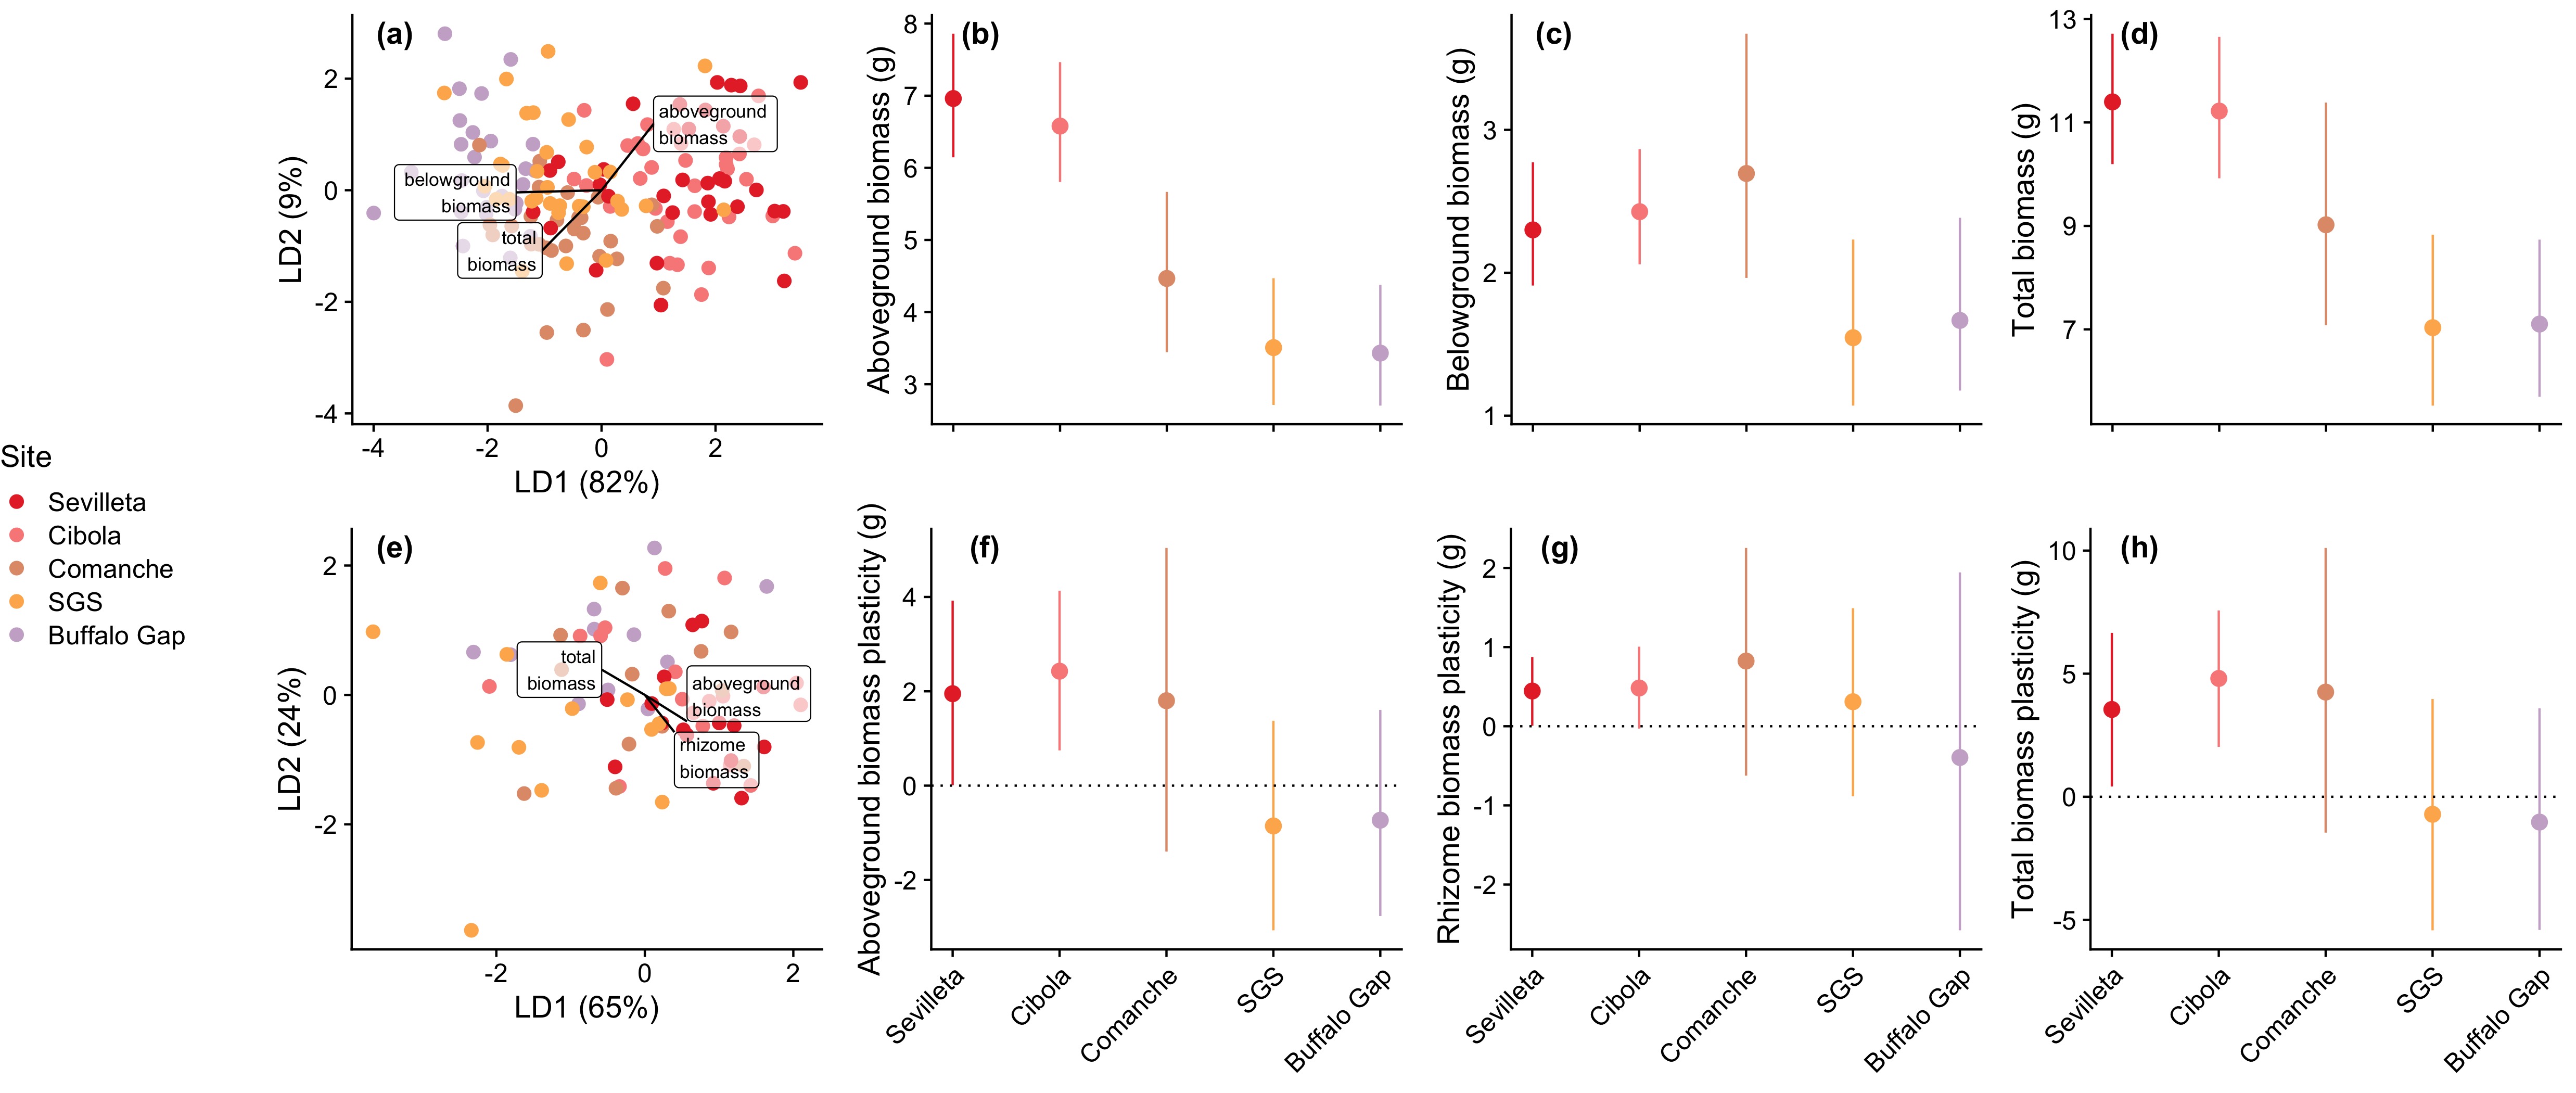 (a)
LD2 (9%)
2
0
-2
-4
aboveground
biomass
belowground
biomass
total
biomass
-4
-2
0
2
LD1 (82%)
(b)
Aboveground biomass (g)
8
7
6
5
4
3
(c)
Belowground biomass (g)
3
2
1
(d)
Total biomass (g)
13
11
9
7
Site
Sevilleta
Cibola
Comanche
SGS
Buffalo Gap
(e)
LD2 (24%)
2
0
-2
total
biomass
aboveground
biomass
rhizome
biomass
-2
0
2
LD1 (65%)
(f)
Aboveground biomass plasticity (g)
4
2
0
-2
Sevilleta
Cibola
Comanche
SGS
Buffalo Gap
(g)
Rhizome biomass plasticity (g)
2
1
0
-1
-2
Sevilleta
Cibola
Comanche
SGS
Buffalo Gap
(h)
Total biomass plasticity (g)
10
5
0
-5
Sevilleta
Cibola
Comanche
SGS
Buffalo Gap